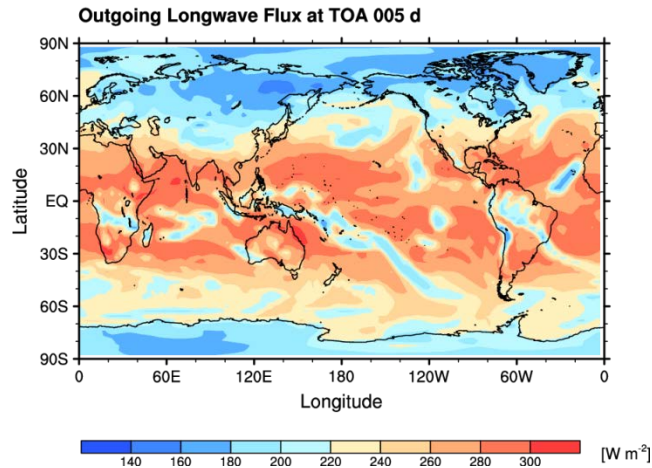 Outgoing Longwave Flux at TOA 005 d
90N
60N
30N
EQ
30S
60S
90S
Latitude
0 60E 120E 180 120W 60W 0
Longitude
140 160 180 200 220 240 260 280 300 [W m-2]